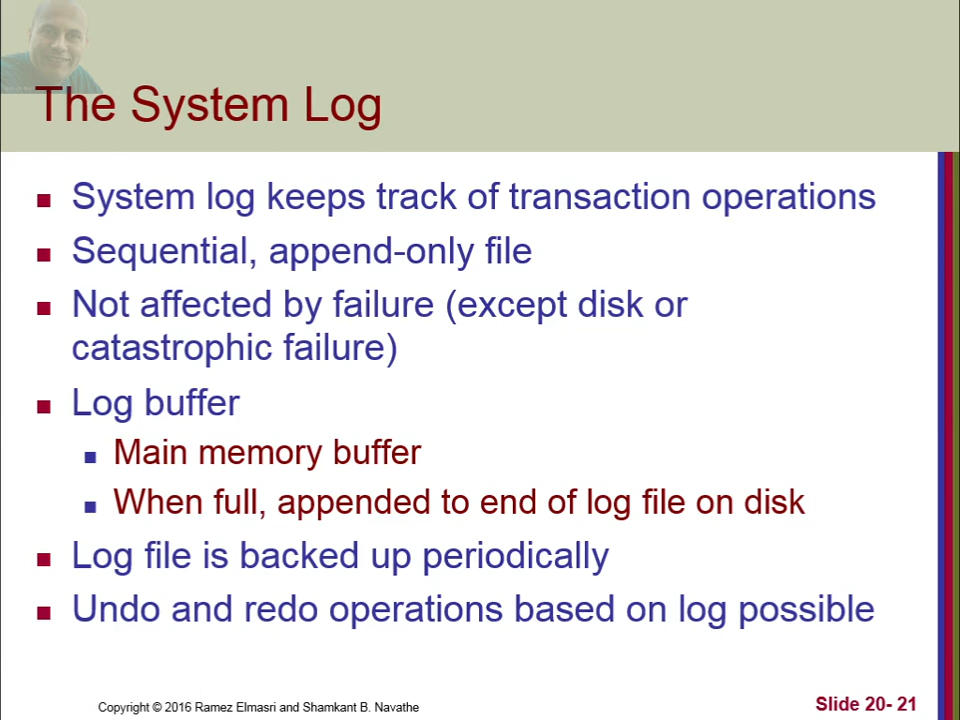 The System Log
System log keeps track of transaction operations
Sequential, append-only file
Not affected by failure (except disk or
catastrophic failure)
Log buffer
Main memory buffer
When full, appended to end of log file on disk
Log file is backed up periodically
Undo and redo operations based on log possible
Copyright © 2016 Ramez Elmasri and Shamkant B. Navathe
Slide 20- 21